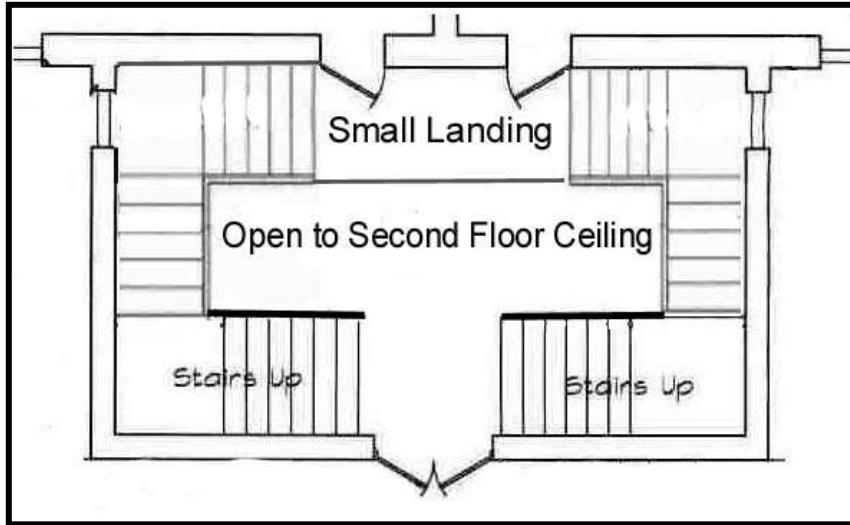 Small Landing
Open to Second Floor Ceiling
Stairs Up
Stairs Up